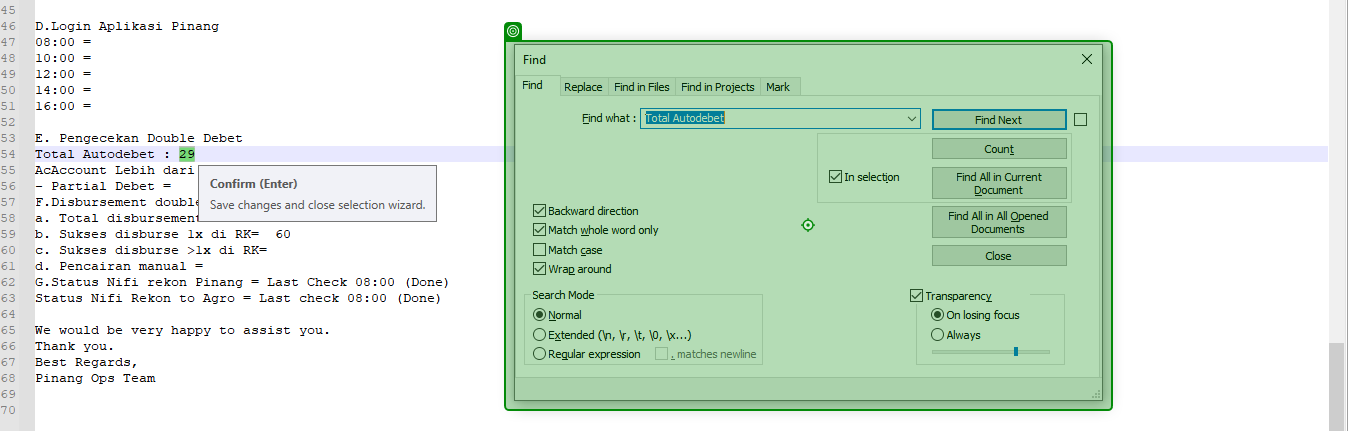 45
46 D.Login Aplikasi Pinang
47 08:00 =
48 10:00 =
49 12:00 =
50 14:00 =
51 16:00 =
52
53 E. Pengecekan Double Debet
54 Total Autodebet : 29
55 AcAccount Lebih dari
56 - Partial Debet =
57 F.Disbursement double
58 a. Total disbursement
59 b. Sukses disburse 1x di RK=  60
60 c. Sukses disburse >1x di RK=
61 d. Pencairan manual =
62 G.Status Nifi rekon Pinang = Last Check 08:00 (Done)
63 Status Nifi Rekon to Agro = Last check 08:00 (Done)
64
65 We would be very happy to assist you.
66 Thank you.
67 Best Regards,
68 Pinang Ops Team
69
70
Confirm (Enter)
Save changes and close selection wizard.
Find
Find Replace Find in Files Find in Projects Mark
Find what : Total Autodebet Find Next
Count
In selection Find All in Current
Document
Find All in All Opened
Documents
Close
Backward direction
Match whole word only
Match case
Wrap around
Search Mode
Normal
Extended (\n, \r, \t, \0, \x...)
Regular expression . matches newline
Transparency
On losing focus
Always